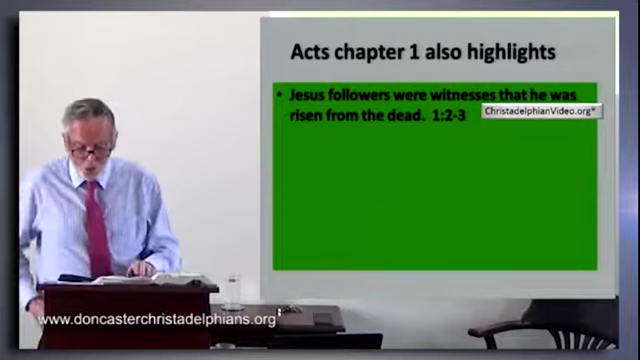 Acts chapter 1 also highlights
• Jesus followers were witnesses that he was
risen from the dead. 1:2-3
ChristadelphianVideo.org*
www.doncasterchristadelphians.org